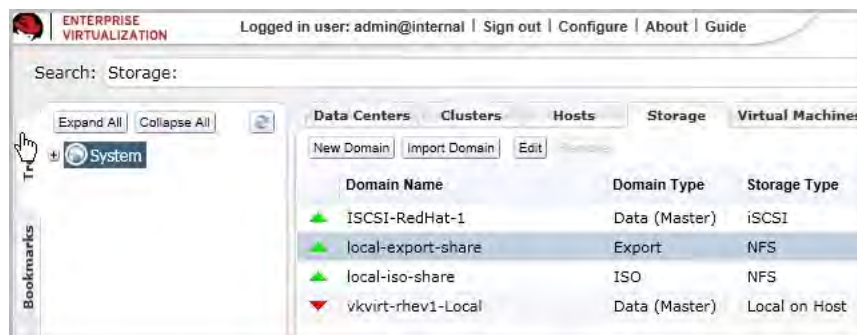 ENTERPRISE
VIRTUALIZATION
Logged in user: admin@internal | Sign out | Configure | About | Guide
Search: Storage:
Expand All Collapse All
System
Bookmarks
Data Centers Clusters Hosts Storage Virtual Machines
New Domain Import Domain Edit Remove
Domain Name Domain Type Storage Type
ISCSI-RedHat-1 Data (Master) iSCSI
local-export-share Export NFS
local-iso-share ISO NFS
vkvirt-rhev1-Local Data (Master) Local on Host